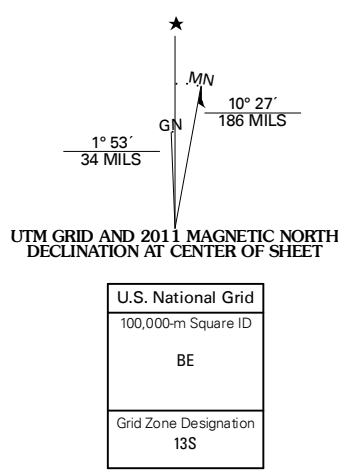 ★
MN
GN
10° 27´
186 MILS
1° 53´
34 MILS
UTM GRID AND 2011 MAGNETIC NORTH
DECLINATION AT CENTER OF SHEET
U.S. National Grid
100,000-m Square ID
BE
Grid Zone Designation
13S